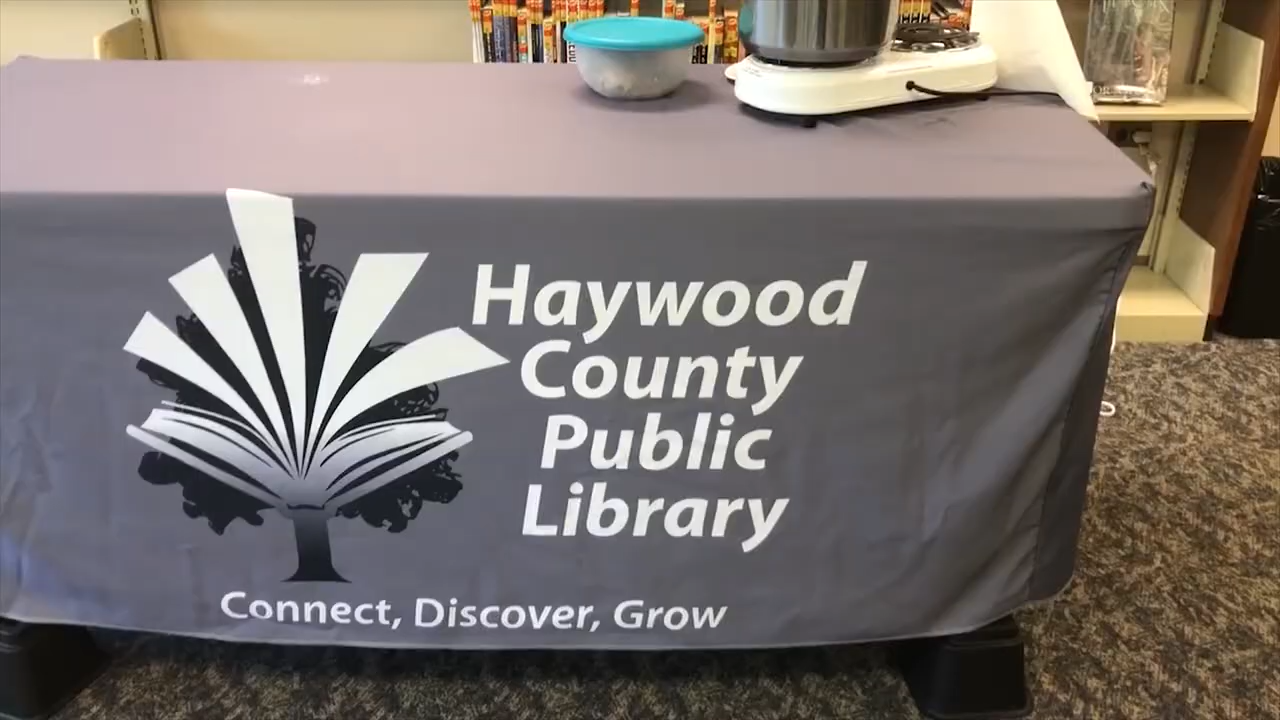 Haywood
County
Public
Library
Connect, Discover, Grow